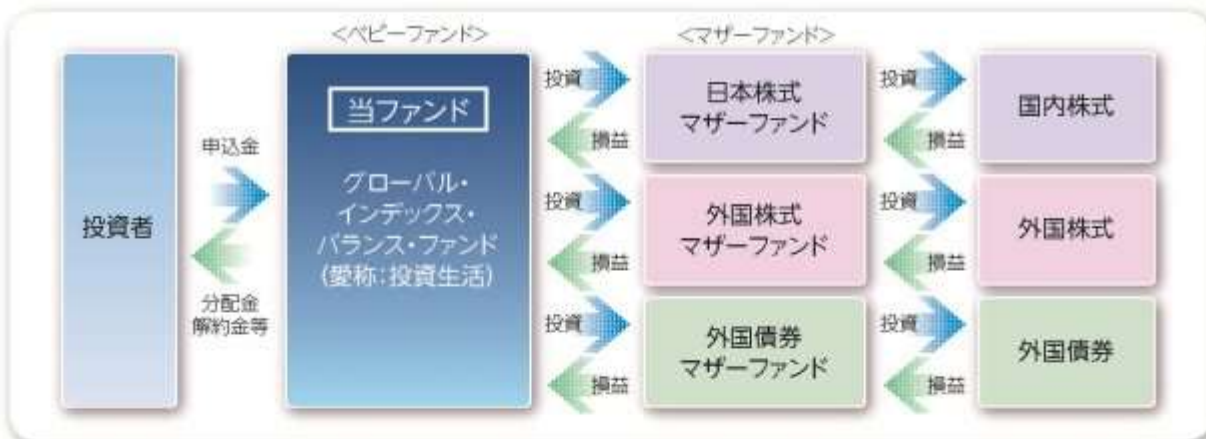 <ベビーファンド>
<マザーファンド>
投資者
申込金
分配金
解約金等
当ファンド
グローバル・
インデックス・
バランス・ファンド
(愛称:投資生活)
投資
損益
日本株式
マザーファンド
投資
損益
国内株式
投資
損益
外国株式
マザーファンド
投資
損益
外国株式
投資
損益
外国債券
マザーファンド
投資
損益
外国債券